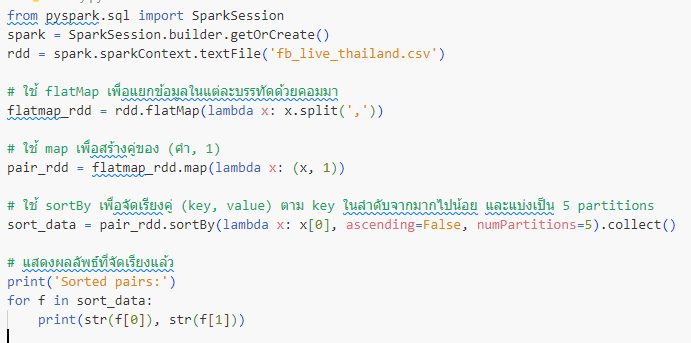 from pyspark.sql import SparkSession
spark = SparkSession.builder.getOrCreate()
rdd = spark.sparkContext.textFile('fb_live_thailand.csv')
# ใช้ flatMap เพื่อแยกข้อมูลในแต่ละบรรทัดด้วยคอมมา
flatmap_rdd = rdd.flatMap(lambda x: x.split(','))
# ใช้ map เพื่อสร้างคู่ของ (คำ, 1)
pair_rdd = flatmap_rdd.map(lambda x: (x, 1))
# ใช้ sortBy เพื่อจัดเรียงคู่ (key, value) ตาม key ในลำดับจากมากไปน้อย และแบ่งเป็น 5 partitions
sort_data = pair_rdd.sortBy(lambda x: x[0], ascending=False, numPartitions=5).collect()
# แสดงผลลัพธ์ที่จัดเรียงแล้ว
print('Sorted pairs:')
for f in sort_data:
    print(str(f[0]), str(f[1]))